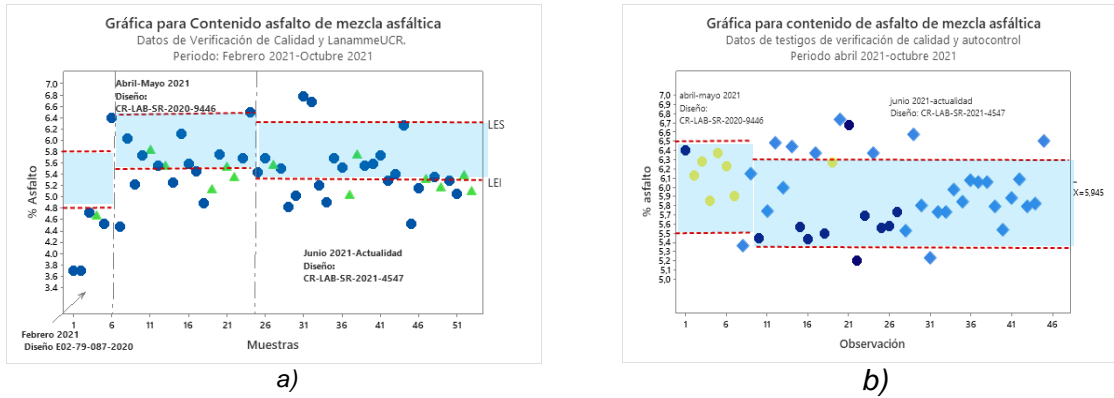 Gráfica para Contenido asfalto de mezcla asfáltica
Datos de Verificación de Calidad y LanammeUCR.
Periodo: Febrero 2021-Octubre 2021
% Asfalto
7.0
6.8
6.6
6.4
6.2
6.0
5.8
5.6
5.4
5.2
5.0
4.8
4.6
4.4
4.2
4.0
3.8
3.6
3.4
Abril-Mayo 2021
Diseño:
CR-LAB-SR-2020-9446
LES
LEI
Junio 2021-Actualidad
Diseño:
CR-LAB-SR-2021-4547
1 6 11 16 21 26 31 36 41 46 51
Muestras
Febrero 2021
Diseño E02-79-087-2020
a)
Gráfica para contenido de asfalto de mezcla asfáltica
Datos de testigos de verificación de calidad y autocontrol
Periodo abril 2021-octubre 2021
% asfalto
7,0
6,8
6,7
6,6
6,5
6,4
6,3
6,2
6,1
6,0
5,9
5,8
5,7
5,6
5,5
5,4
5,3
5,2
5,1
5,0
abril-mayo 2021
Diseño:
CR-LAB-SR-2020-9446
junio 2021-actualidad
Diseño: CR-LAB-SR-2021-4547
X=5,945
1 6 11 16 21 26 31 36 41 46
Observación
b)